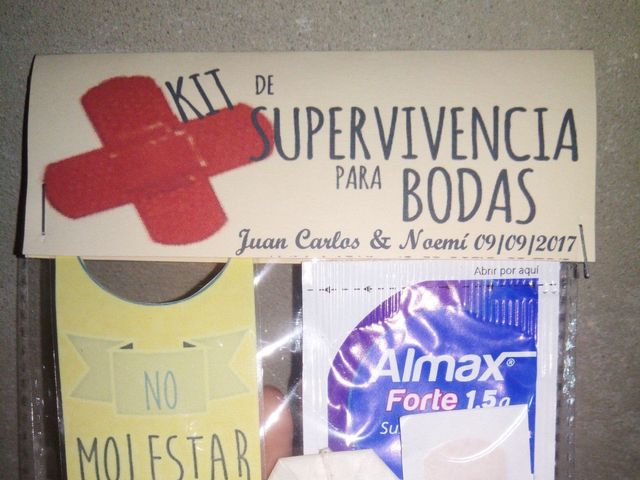 KIT DE
SUPERVIVENCIA
PARA BODAS
Juan Carlos & Noemí 09/09/2017
Abrir por aquí
NO
MOLESTAR
Almax®
Forte 1,5g